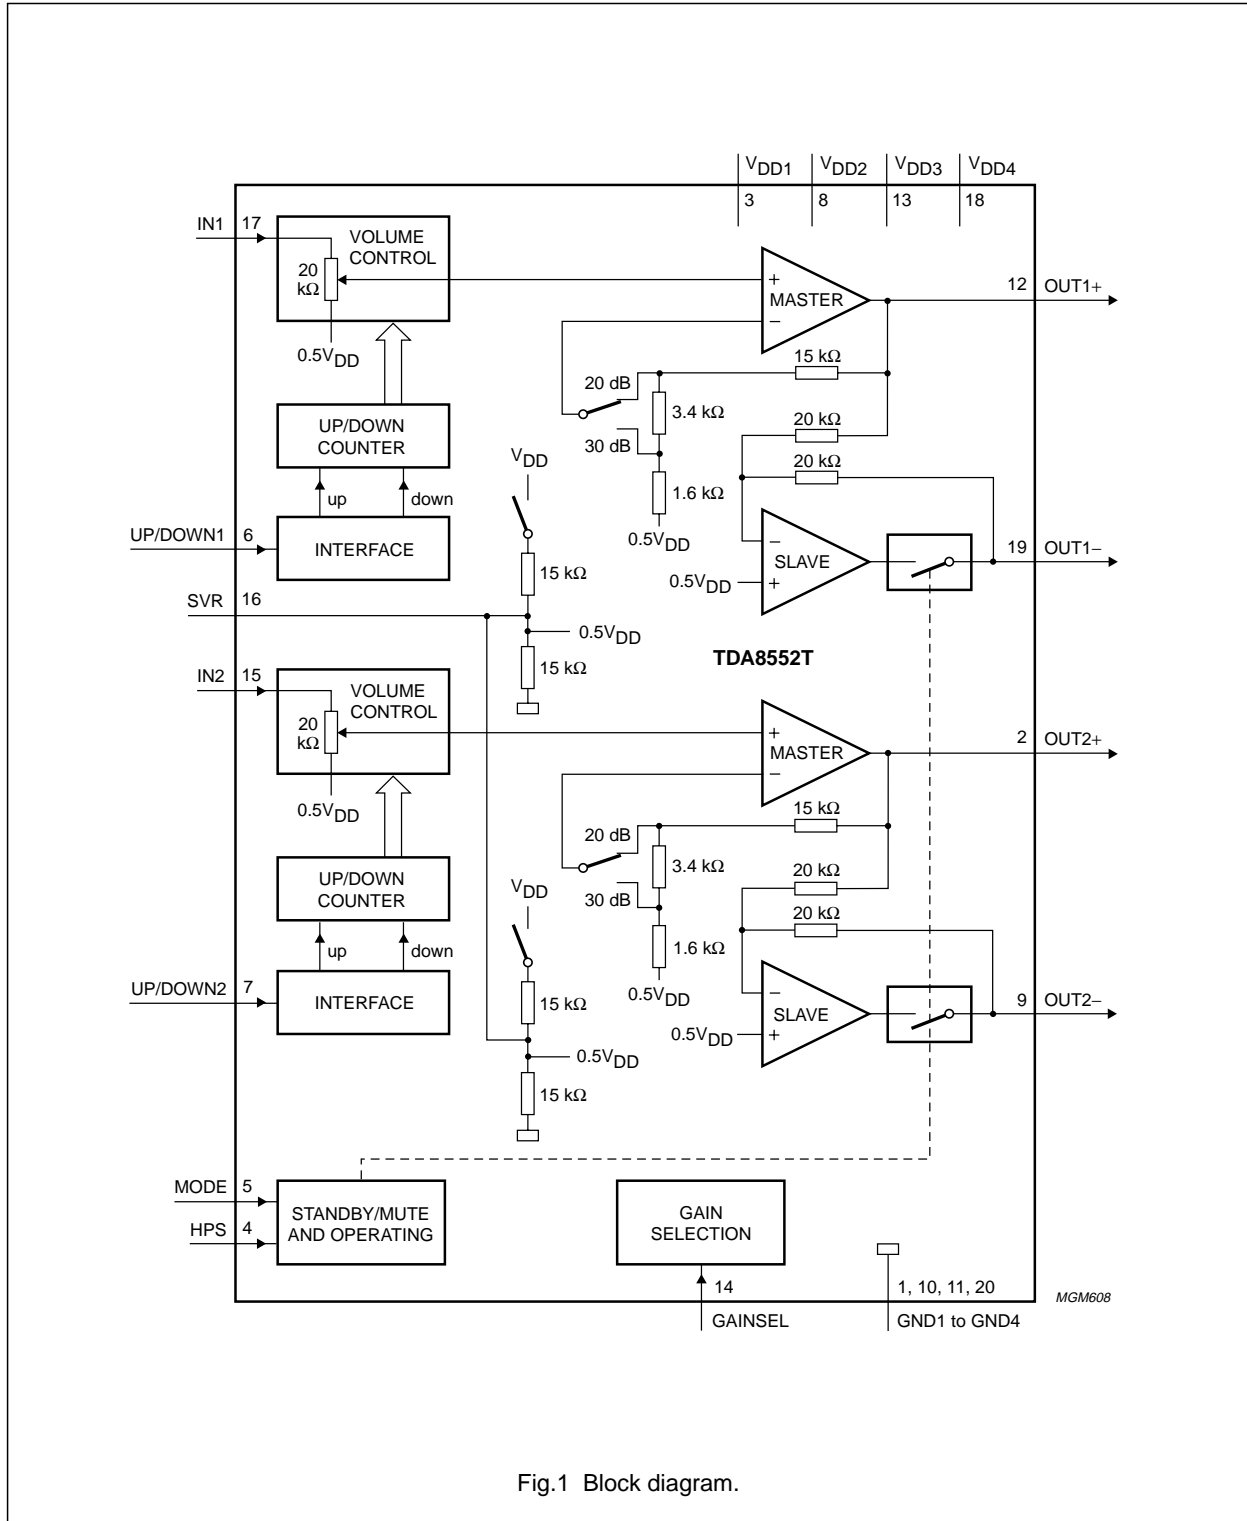 VDD1 VDD2 VDD3 VDD4
3 8 13 18
IN1 17
VOLUME
CONTROL
20
kΩ
0.5VDD
+
MASTER
−
12 OUT1+
15 kΩ
20 dB
3.4 kΩ
30 dB
1.6 kΩ
0.5VDD
20 kΩ
20 kΩ
UP/DOWN
COUNTER
up down
UP/DOWN1 6
INTERFACE
VDD
15 kΩ
SVR 16
0.5VDD
15 kΩ
−
SLAVE
0.5VDD +
19 OUT1−
TDA8552T
IN2 15
VOLUME
CONTROL
20
kΩ
0.5VDD
+
MASTER
−
2 OUT2+
15 kΩ
20 dB
3.4 kΩ
30 dB
1.6 kΩ
0.5VDD
20 kΩ
20 kΩ
UP/DOWN
COUNTER
up down
UP/DOWN2 7
INTERFACE
VDD
15 kΩ
0.5VDD
15 kΩ
−
SLAVE
0.5VDD +
9 OUT2−
MODE 5
HPS 4
STANDBY/MUTE
AND OPERATING
GAIN
SELECTION
14
GAINSEL
1, 10, 11, 20
GND1 to GND4
MGM608
Fig.1 Block diagram.